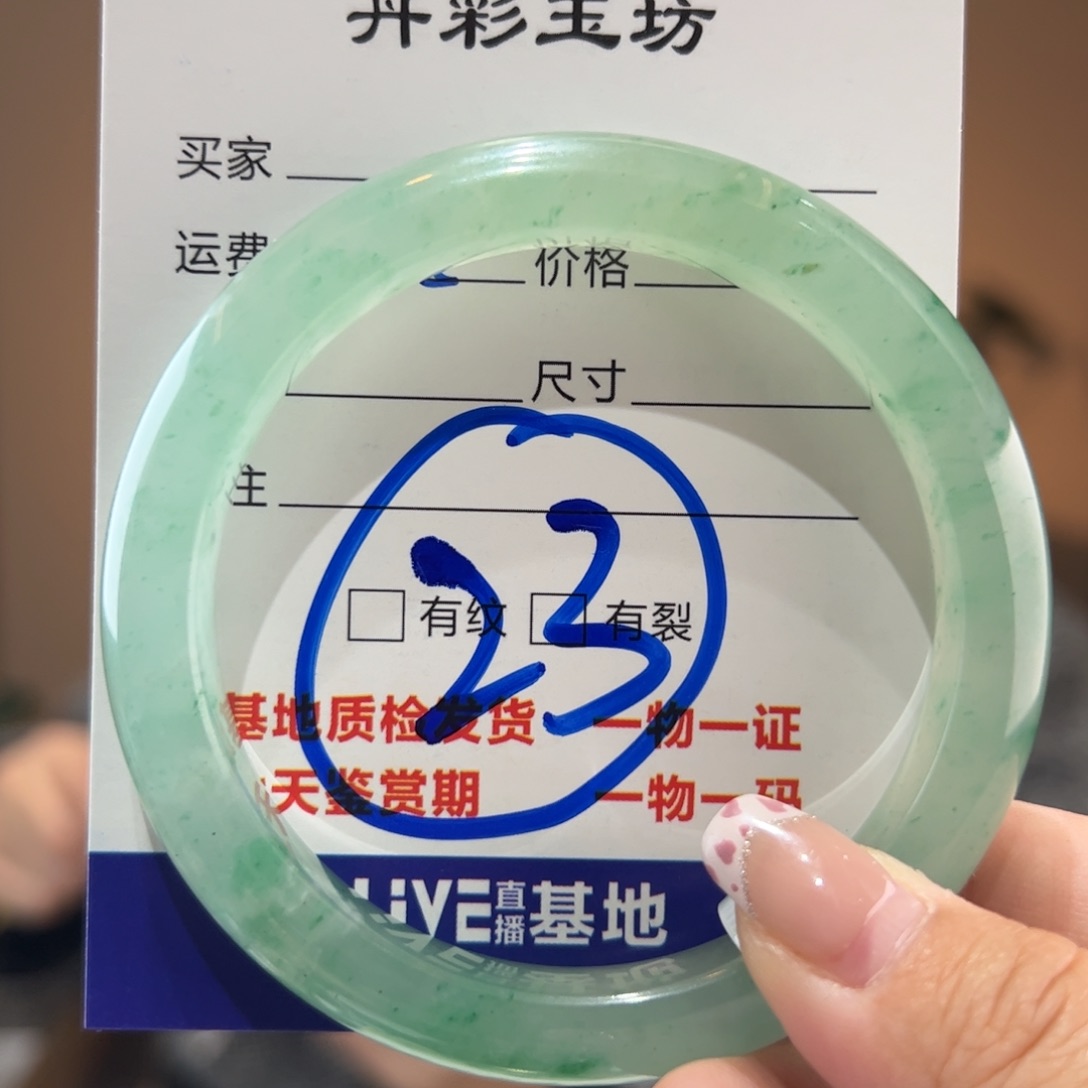 丹彩玉坊
买家
运费 价格
尺寸
注
23
有纹 有裂
基地质检发货 一物一证
天鉴赏期 一物一码
LiVE直播基地